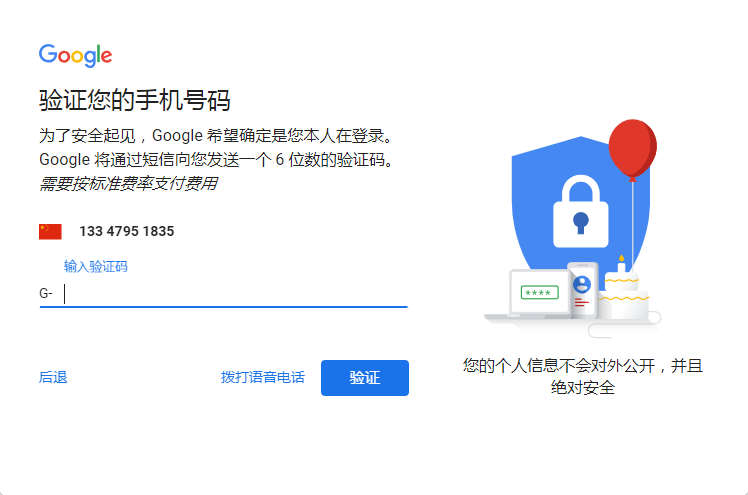 Google
验证您的手机号码
为了安全起见，Google 希望确定是您本人在登录。
Google 将通过短信向您发送一个 6 位数的验证码。
需要按标准费率支付费用
133 4795 1835
输入验证码
G-
后退
拨打语音电话
验证
****
您的个人信息不会对外公开，并且
绝对安全